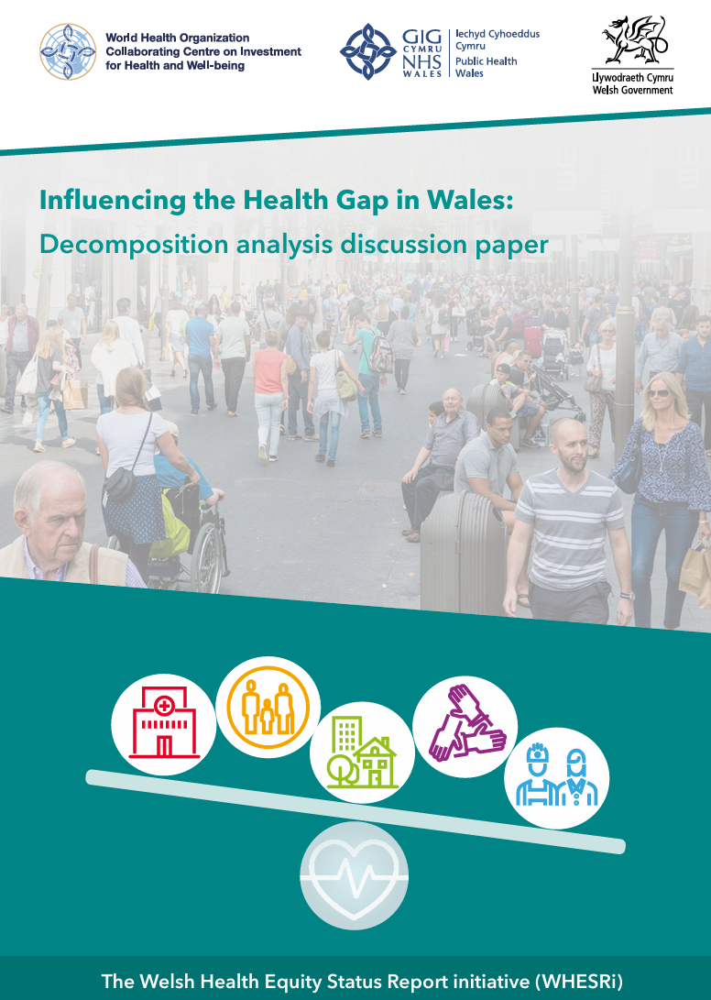 World Health Organization
Collaborating Centre on Investment
for Health and Well-being
GIG
CYMRU
NHS
WALES
Iechyd Cyhoeddus
Cymru
Public Health
Wales
Llywodraeth Cymru
Welsh Government
Influencing the Health Gap in Wales:
Decomposition analysis discussion paper
The Welsh Health Equity Status Report initiative (WHESRi)